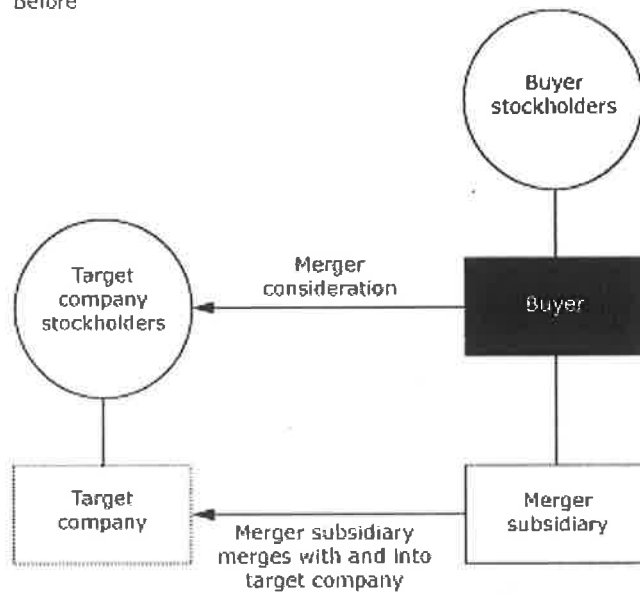 Before
Buyer
stockholders
Target
company
stockholders
Merger
consideration
Buyer
Target
company
Merger subsidiary
merges with and into
target company
Merger
subsidiary